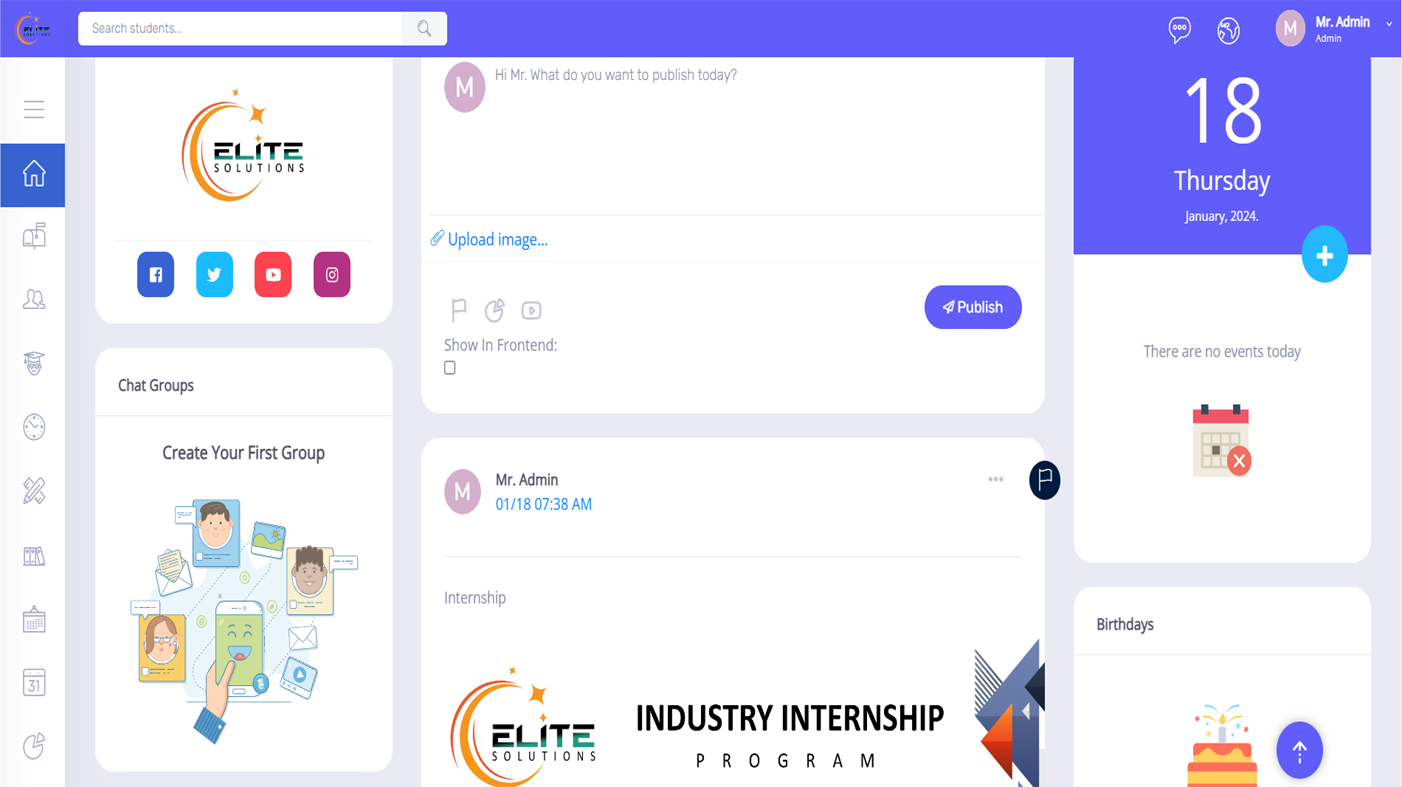 ELITE
SOLUTIONS
Search students...
Mr. Admin
Admin
M
ELITE
SOLUTIONS
Chat Groups
Create Your First Group
M
Hi Mr. What do you want to publish today?
Upload image...
Publish
Show In Frontend:
M
Mr. Admin
01/18 07:38 AM
Internship
ELITE
SOLUTIONS
INDUSTRY INTERNSHIP
PROGRAM
18
Thursday
January, 2024.
There are no events today
Birthdays
31